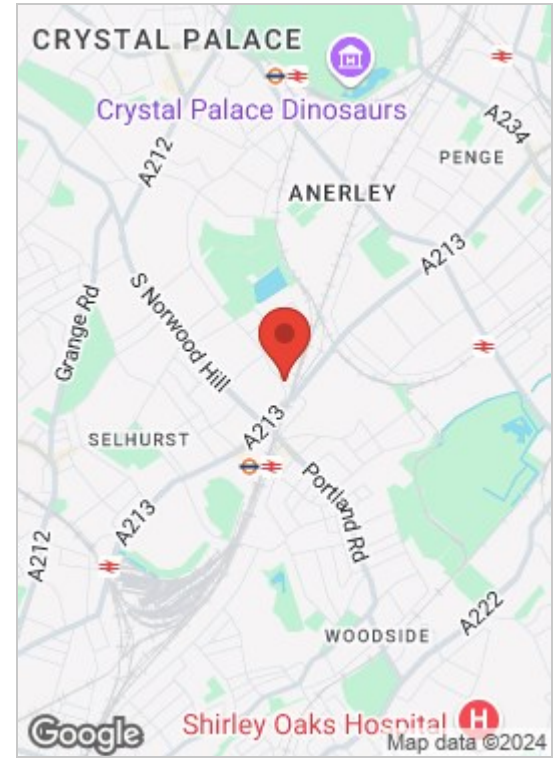 CRYSTAL PALACE
Crystal Palace Dinosaurs
A212
A234
PENGE
ANERLEY
A213
Grange Rd
S Norwood Hill
A213
SELHURST
Portland Rd
A213
A212
A222
WOODSIDE
Shirley Oaks Hospital
H
Google
Map data ©2024